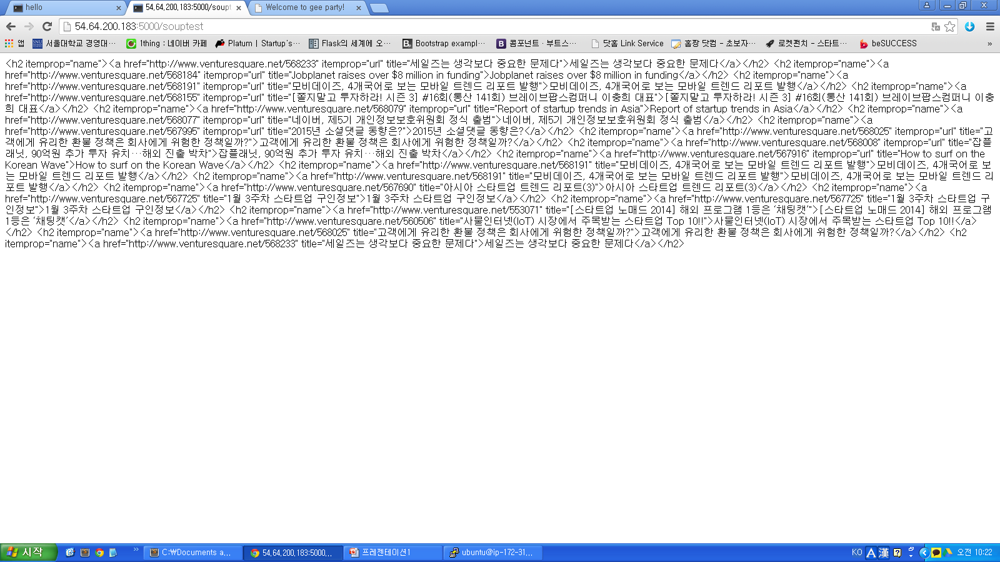 hello
54.64.200.183:5000/soupt
Welcome to gee party!
54.64.200.183:5000/souptest
앱
서울대학교 경영대…
1thing : 네이버 카페
Platum | Startup's…
Flask의 세계에 오…
Bootstrap exampl…
콤포넌트 · 부트스…
닷홈 Link Service
홈짱 닷컴 - 초보자…
로켓펀치 - 스타트…
beSUCCESS
»
<h2 itemprop="name"><a href="http://www.venturesquare.net/568233" itemprop="url" title="세일즈는 생각보다 중요한 문제다">세일즈는 생각보다 중요한 문제다</a></h2> <h2 itemprop="name"><a
href="http://www.venturesquare.net/568184" itemprop="url" title="Jobplanet raises over $8 million in funding">Jobplanet raises over $8 million in funding</a></h2> <h2 itemprop="name"><a
href="http://www.venturesquare.net/568191" itemprop="url" title="모비데이즈, 4개국어로 보는 모바일 트렌드 리포트 발행">모비데이즈, 4개국어로 보는 모바일 트렌드 리포트 발행</a></h2> <h2 itemprop="name"><a
href="http://www.venturesquare.net/568155" itemprop="url" title="[쫄지말고 투자하라! 시즌 3] #16회(통산 141회) 브레이브팝스컴퍼니 이충희 대표">[쫄지말고 투자하라! 시즌 3] #16회(통산 141회) 브레이브팝스컴퍼니 이충
희 대표</a></h2> <h2 itemprop="name"><a href="http://www.venturesquare.net/568079" itemprop="url" title="Report of startup trends in Asia">Report of startup trends in Asia</a></h2> <h2 itemprop="name"><a
href="http://www.venturesquare.net/568077" itemprop="url" title="네이버, 제5기 개인정보보호위원회 정식 출범">네이버, 제5기 개인정보보호위원회 정식 출범</a></h2> <h2 itemprop="name"><a
href="http://www.venturesquare.net/567995" itemprop="url" title="2015년 소셜댓글 동향은?">2015년 소셜댓글 동향은?</a></h2> <h2 itemprop="name"><a href="http://www.venturesquare.net/568025" itemprop="url" title="고
객에게 유리한 환불 정책은 회사에게 위험한 정책일까?">고객에게 유리한 환불 정책은 회사에게 위험한 정책일까?</a></h2> <h2 itemprop="name"><a href="http://www.venturesquare.net/568008" itemprop="url" title="잡플
래닛, 90억원 추가 투자 유치…해외 진출 박차">잡플래닛, 90억원 추가 투자 유치…해외 진출 박차</a></h2> <h2 itemprop="name"><a href="http://www.venturesquare.net/567916" itemprop="url" title="How to surf on the
Korean Wave">How to surf on the Korean Wave</a></h2> <h2 itemprop="name"><a href="http://www.venturesquare.net/568191" title="모비데이즈, 4개국어로 보는 모바일 트렌드 리포트 발행">모비데이즈, 4개국어로 보
는 모바일 트렌드 리포트 발행</a></h2> <h2 itemprop="name"><a href="http://www.venturesquare.net/568191" title="모비데이즈, 4개국어로 보는 모바일 트렌드 리포트 발행">모비데이즈, 4개국어로 보는 모바일 트렌드 리
포트 발행</a></h2> <h2 itemprop="name"><a href="http://www.venturesquare.net/567690" title="아시아 스타트업 트렌드 리포트(3)">아시아 스타트업 트렌드 리포트(3)</a></h2> <h2 itemprop="name"><a
href="http://www.venturesquare.net/567725" title="1월 3주차 스타트업 구인정보">1월 3주차 스타트업 구인정보</a></h2> <h2 itemprop="name"><a href="http://www.venturesquare.net/567725" title="1월 3주차 스타트업 구
인정보">1월 3주차 스타트업 구인정보</a></h2> <h2 itemprop="name"><a href="http://www.venturesquare.net/553071" title="[스타트업 노매드 2014] 해외 프로그램 1등은 ‘채팅캣’">[스타트업 노매드 2014] 해외 프로그램
1등은 ‘채팅캣’</a></h2> <h2 itemprop="name"><a href="http://www.venturesquare.net/560506" title="사물인터넷(IoT) 시장에서 주목받는 스타트업 Top 10!!">사물인터넷(IoT) 시장에서 주목받는 스타트업 Top 10!!</a>
</h2> <h2 itemprop="name"><a href="http://www.venturesquare.net/568025" title="고객에게 유리한 환불 정책은 회사에게 위험한 정책일까?">고객에게 유리한 환불 정책은 회사에게 위험한 정책일까?</a></h2> <h2
itemprop="name"><a href="http://www.venturesquare.net/568233" title="세일즈는 생각보다 중요한 문제다">세일즈는 생각보다 중요한 문제다</a></h2>
시작
»
C:\Documents a…
54.64.200.183:5000…
프레젠테이션1
ubuntu@ip-172-31…
KO
A 漢
오전 10:22